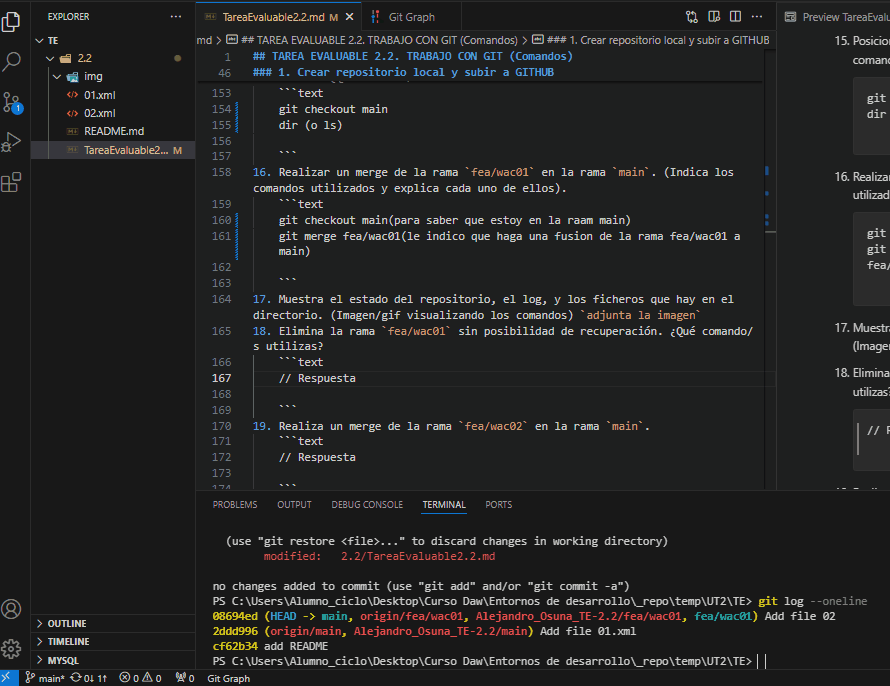 EXPLORER
TE
2.2
img
01.xml
02.xml
README.md
TareaEvaluable2... M
OUTLINE
TIMELINE
MYSQL
TareaEvaluable2.2.md M
Git Graph
md > ## TAREA EVALUABLE 2.2. TRABAJO CON GIT (Comandos) > ### 1. Crear repositorio local y subir a GITHUB
1 ## TAREA EVALUABLE 2.2. TRABAJO CON GIT (Comandos)
46 ### 1. Crear repositorio local y subir a GITHUB
153 ```text
154 git checkout main
155 dir (o ls)
156
157 ```
158 16. Realizar un merge de la rama `fea/wac01` en la rama `main`. (Indica los
comandos utilizados y explica cada uno de ellos).
159 ```text
160 git checkout main(para saber que estoy en la raam main)
161 git merge fea/wac01(le indico que haga una fusion de la rama fea/wac01 a
main)
162
163 ```
164 17. Muestra el estado del repositorio, el log, y los ficheros que hay en el
directorio. (Imagen/gif visualizando los comandos) `adjunta la imagen`
165 18. Elimina la rama `fea/wac01` sin posibilidad de recuperación. ¿Qué comando/
s utilizas?
166 ```text
167 // Respuesta
168
169 ```
170 19. Realiza un merge de la rama `fea/wac02` en la rama `main`.
171 ```text
172 // Respuesta
173
174 ```
Preview TareaEvalu
15. Posicio
coman
git
dir
16. Realiza
utilizad
git
git
fea/
17. Muestr
(Image
18. Elimina
utilizas?
// R
PROBLEMS
OUTPUT
DEBUG CONSOLE
TERMINAL
PORTS
(use "git restore <file>..." to discard changes in working directory)
modified: 2.2/TareaEvaluable2.2.md
no changes added to commit (use "git add" and/or "git commit -a")
PS C:\Users\Alumno_ciclo\Desktop\Curso Daw\Entornos de desarrollo\_repo\temp\UT2\TE> git log --oneline
08694ed (HEAD -> main, origin/fea/wac01, Alejandro_Osuna_TE-2.2/fea/wac01, fea/wac01) Add file 02
2ddd996 (origin/main, Alejandro_Osuna_TE-2.2/main) Add file 01.xml
cf62b34 add README
PS C:\Users\Alumno_ciclo\Desktop\Curso Daw\Entornos de desarrollo\_repo\temp\UT2\TE>
main* 0↓ 1↑ 0 0 0 Git Graph